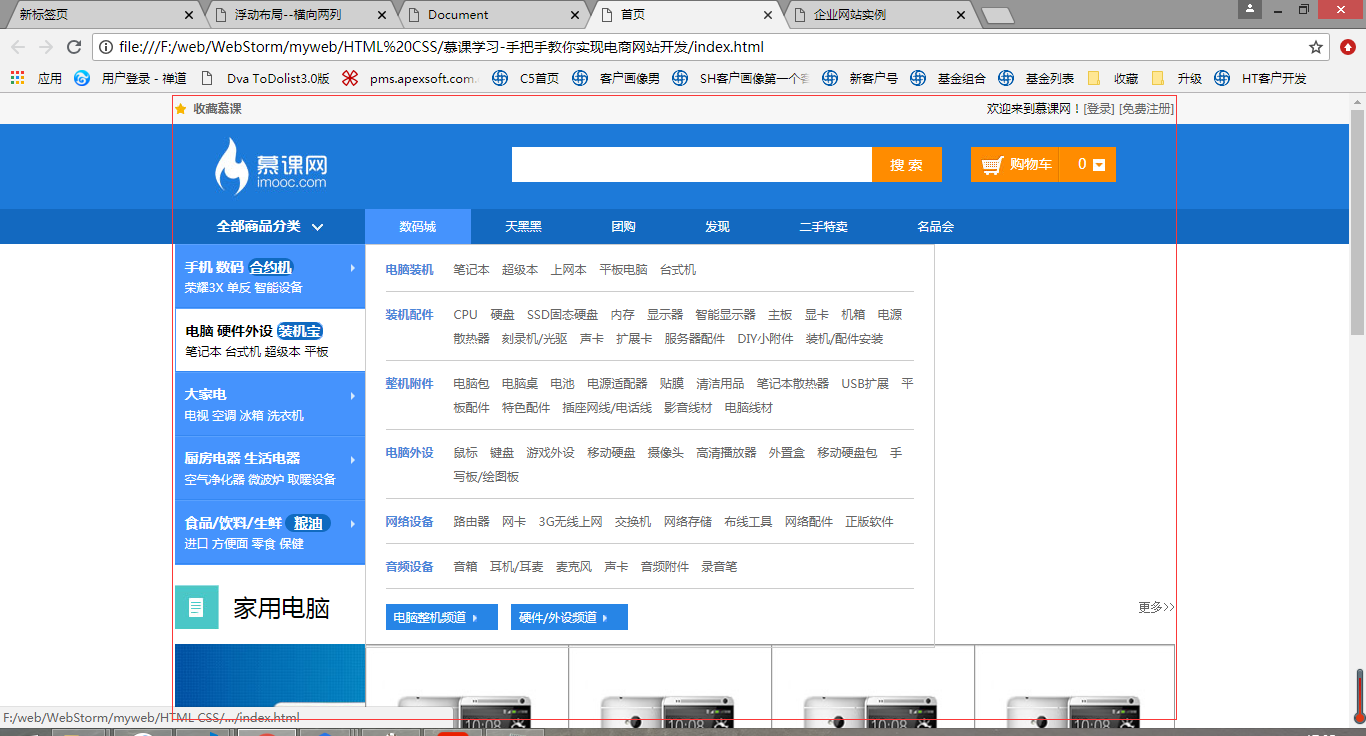 新标签页 浮动布局--横向两列 Document 首页 企业网站实例
file:///F:/web/WebStorm/myweb/HTML%20CSS/慕课学习-手把手教你实现电商网站开发/index.html
应用 用户登录 - 禅道 Dva ToDolist3.0版 pms.apexsoft.com. C5首页 客户画像男 SH客户画像第一个客 新客户号 基金组合 基金列表 收藏 升级 HT客户开发
收藏慕课 欢迎来到慕课网！[登录] [免费注册]
慕课网 搜 索 购物车 0
imooc.com
全部商品分类 数码城 天黑黑 团购 发现 二手特卖 名品会
手机 数码 合约机
荣耀3X 单反 智能设备
电脑 硬件外设 装机宝
笔记本 台式机 超级本 平板
大家电
电视 空调 冰箱 洗衣机
厨房电器 生活电器
空气净化器 微波炉 取暖设备
食品/饮料/生鲜 粮油
进口 方便面 零食 保健
电脑装机 笔记本 超级本 上网本 平板电脑 台式机
装机配件 CPU 硬盘 SSD固态硬盘 内存 显示器 智能显示器 主板 显卡 机箱 电源
散热器 刻录机/光驱 声卡 扩展卡 服务器配件 DIY小附件 装机/配件安装
整机附件 电脑包 电脑桌 电池 电源适配器 贴膜 清洁用品 笔记本散热器 USB扩展 平
板配件 特色配件 插座网线/电话线 影音线材 电脑线材
电脑外设 鼠标 键盘 游戏外设 移动硬盘 摄像头 高清播放器 外置盒 移动硬盘包 手
写板/绘图板
网络设备 路由器 网卡 3G无线上网 交换机 网络存储 布线工具 网络配件 正版软件
音频设备 音箱 耳机/耳麦 麦克风 声卡 音频附件 录音笔
电脑整机频道 硬件/外设频道
家用电脑 更多>>
10:08 10:08 10:08 10:08
F:/web/WebStorm/myweb/HTML CSS/.../index.html